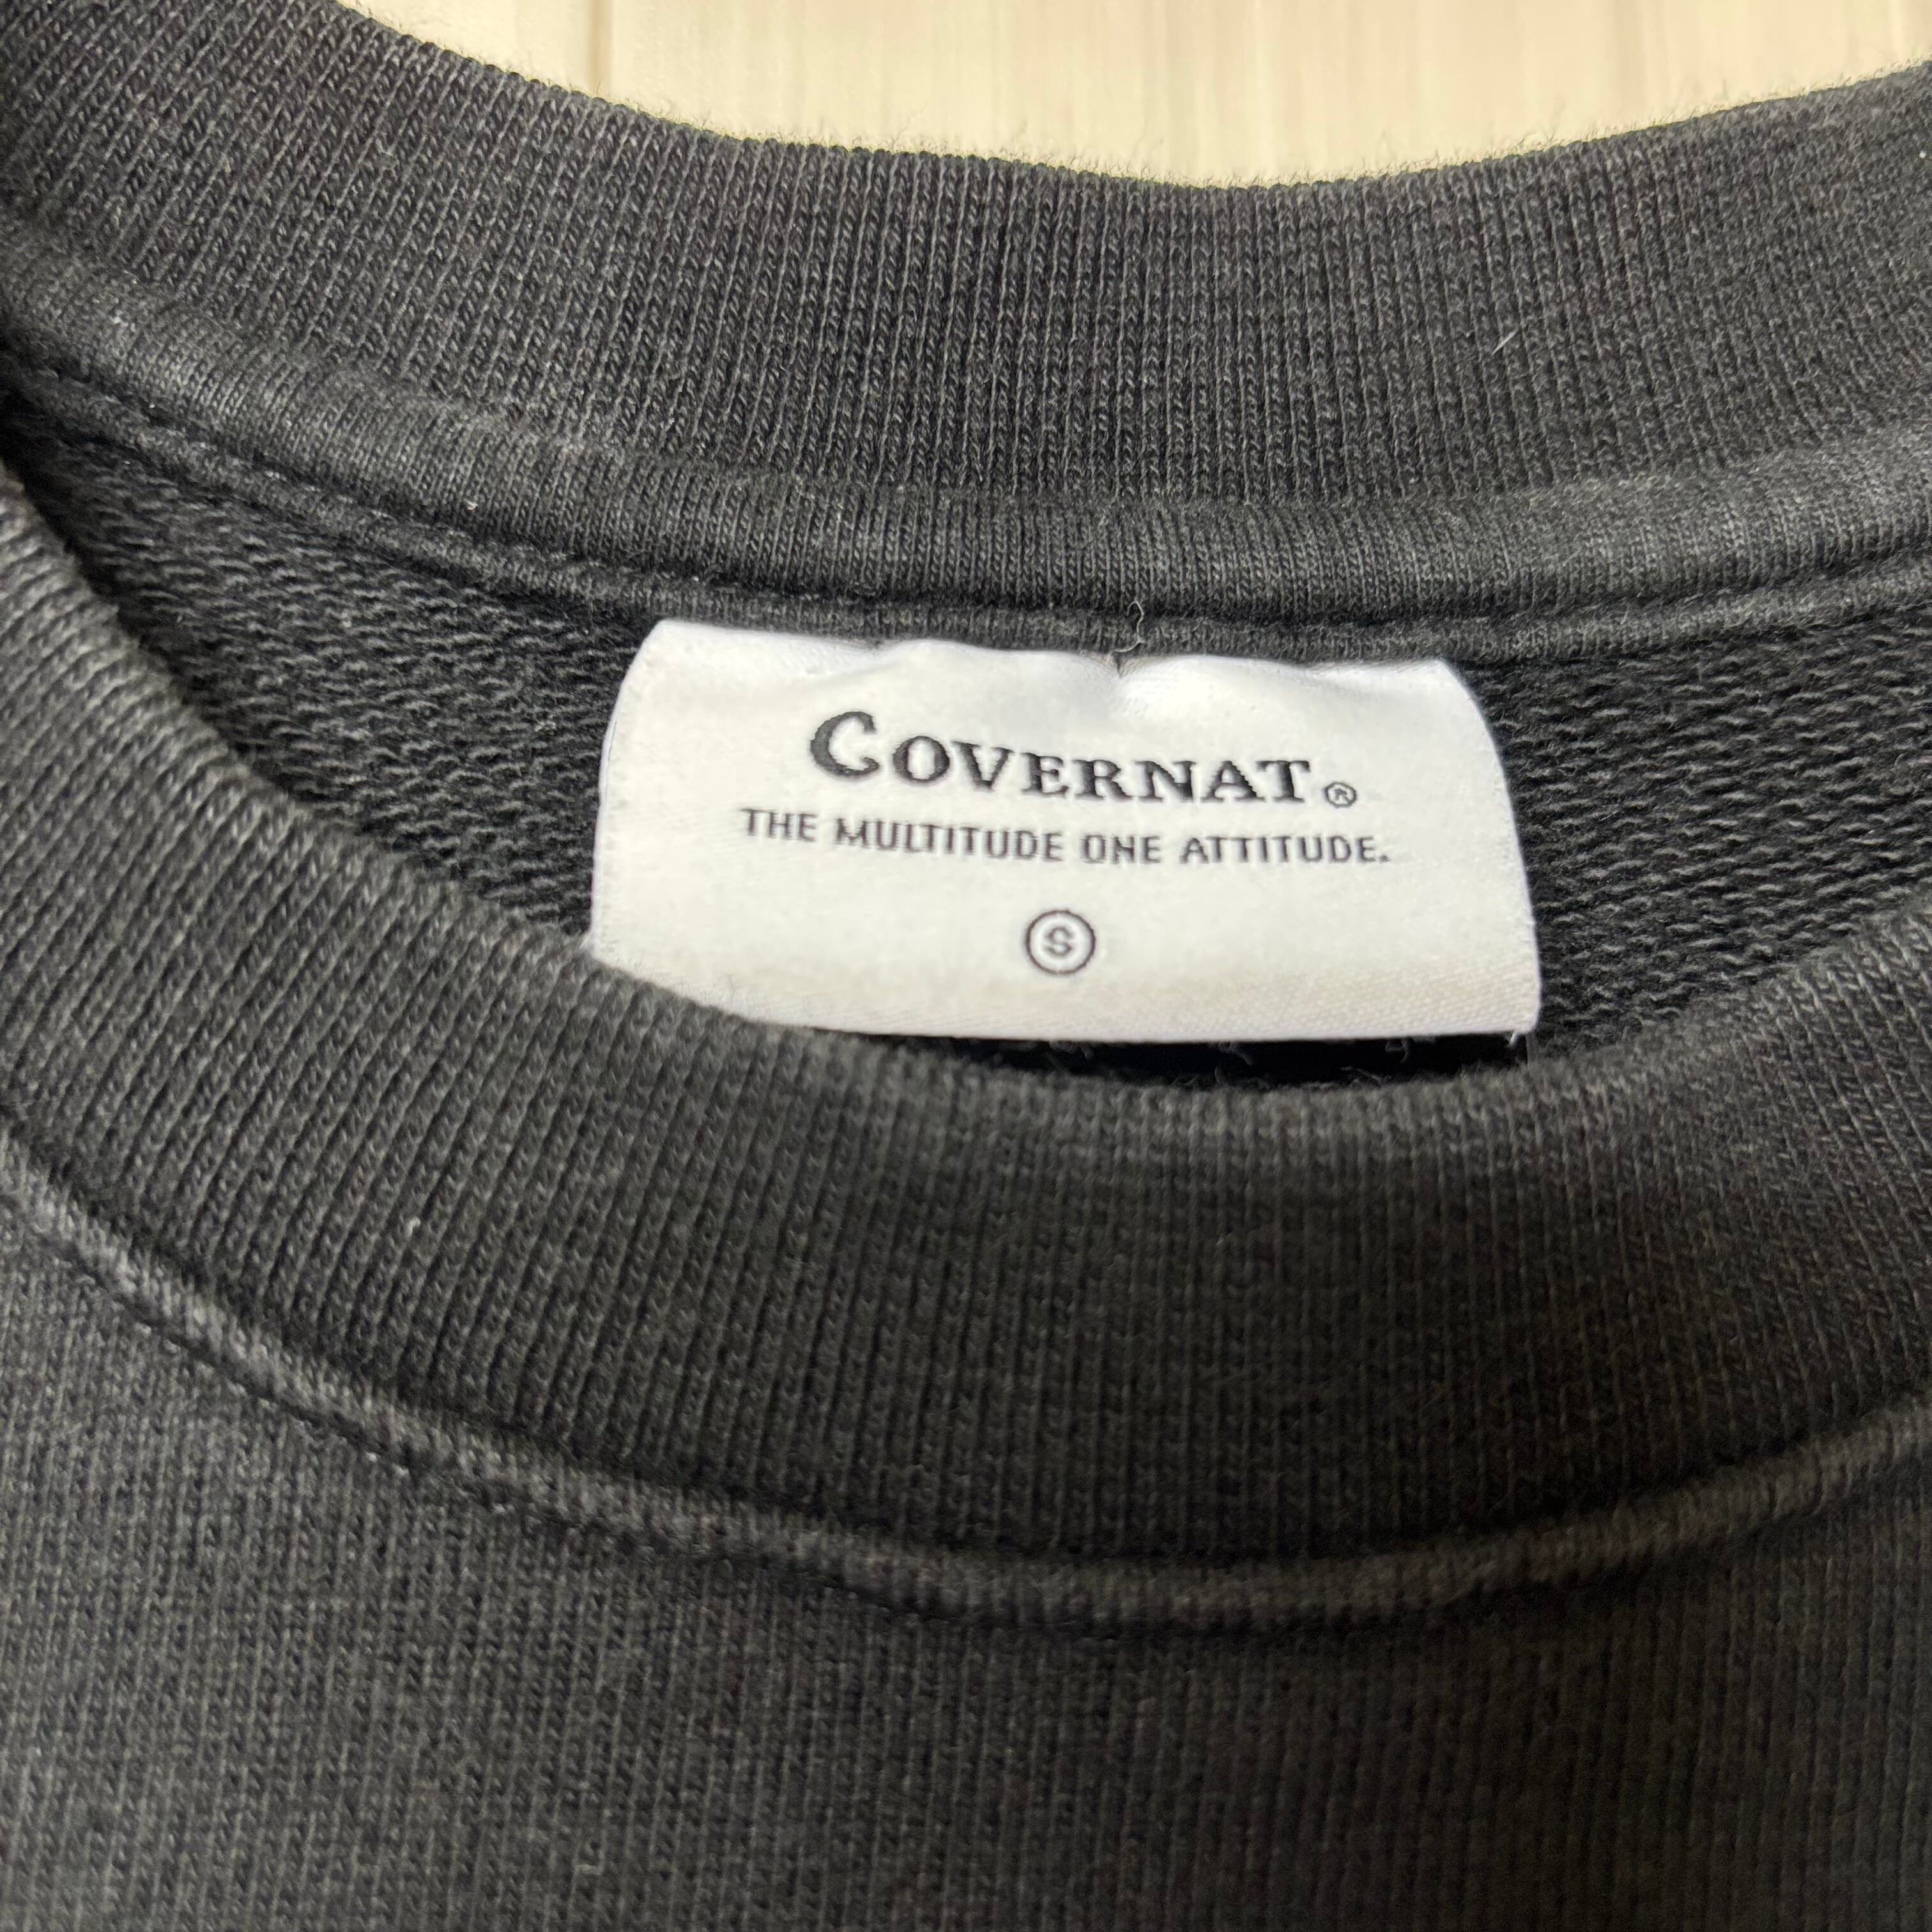 COVERNAT®
THE MULTITUDE ONE ATTITUDE.
S